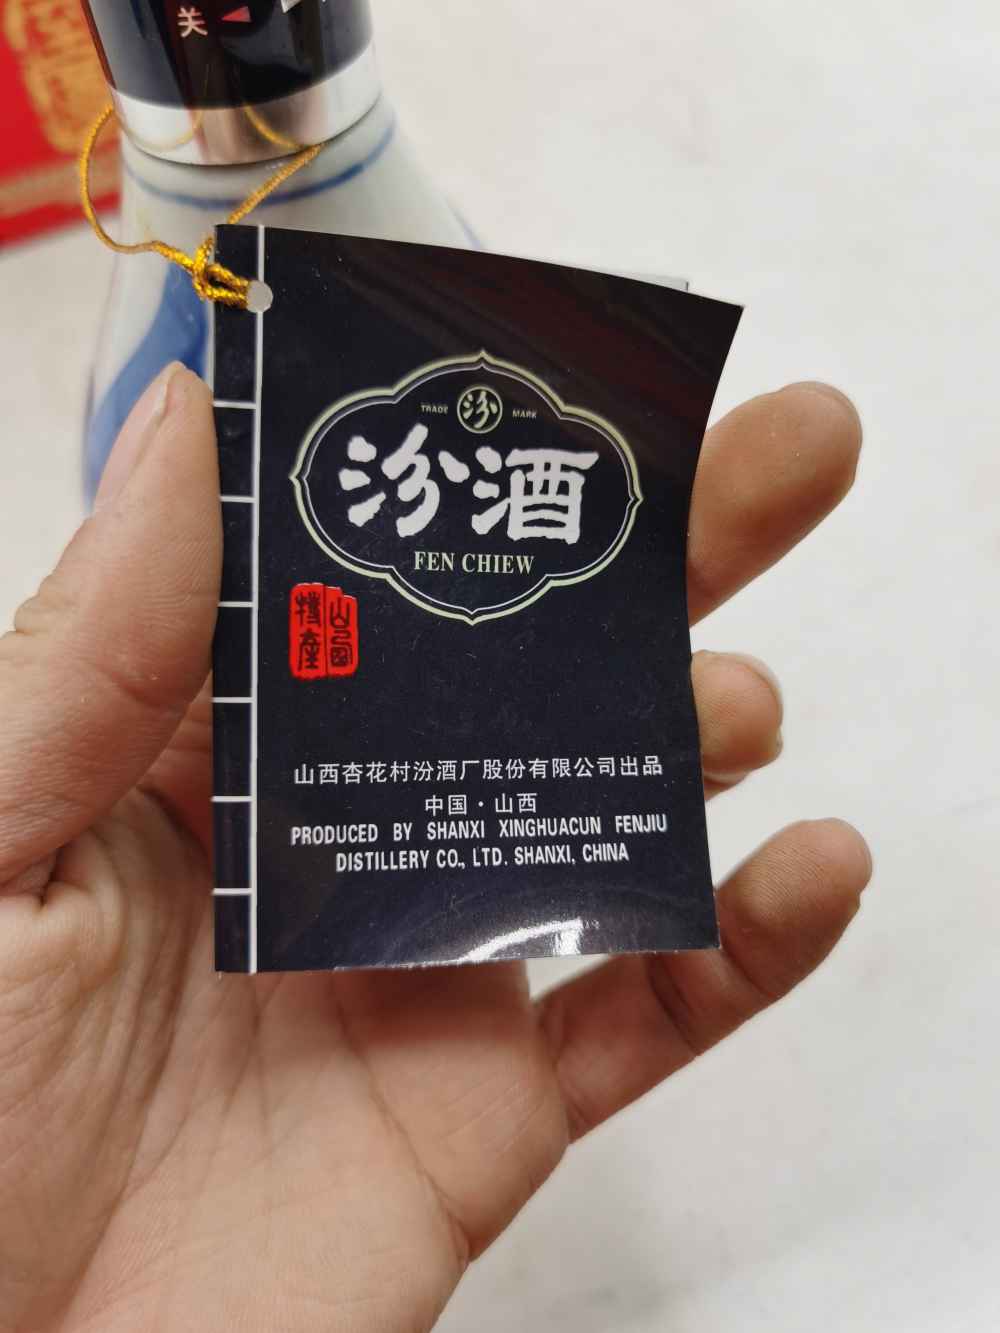 关
TRADE 汾 MARK
汾酒
FEN CHIEW
山西
特產
山西杏花村汾酒厂股份有限公司出品
中国·山西
PRODUCED BY SHANXI XINGHUACUN FENJIU
DISTILLERY CO., LTD. SHANXI, CHINA